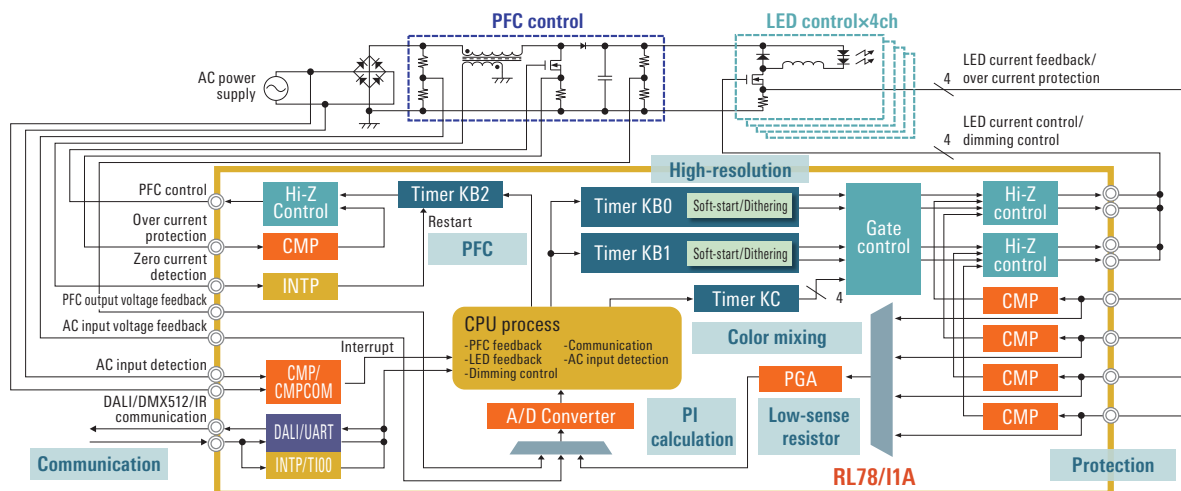 PFC control
LED control×4ch
AC power
supply
LED current feedback/
over current protection
4
LED current control/
dimming control
4
High-resolution
PFC control
Hi-Z
Control
Timer KB2
Restart
Over current
protection
CMP
PFC
Zero current
detection
INTP
Timer KB0
Soft-start/Dithering
Timer KB1
Soft-start/Dithering
Gate
control
Hi-Z
control
Hi-Z
control
PFC output voltage feedback
AC input voltage feedback
Timer KC
4
Color mixing
CMP
CMP
CMP
CMP
CPU process
-PFC feedback
-Communication
-LED feedback
-AC input detection
-Dimming control
Interrupt
AC input detection
CMP/
CMPCOM
DALI/DMX512/IR
communication
DALI/UART
INTP/TI00
Communication
A/D Converter
PI
calculation
PGA
Low-sense
resistor
RL78/I1A
Protection